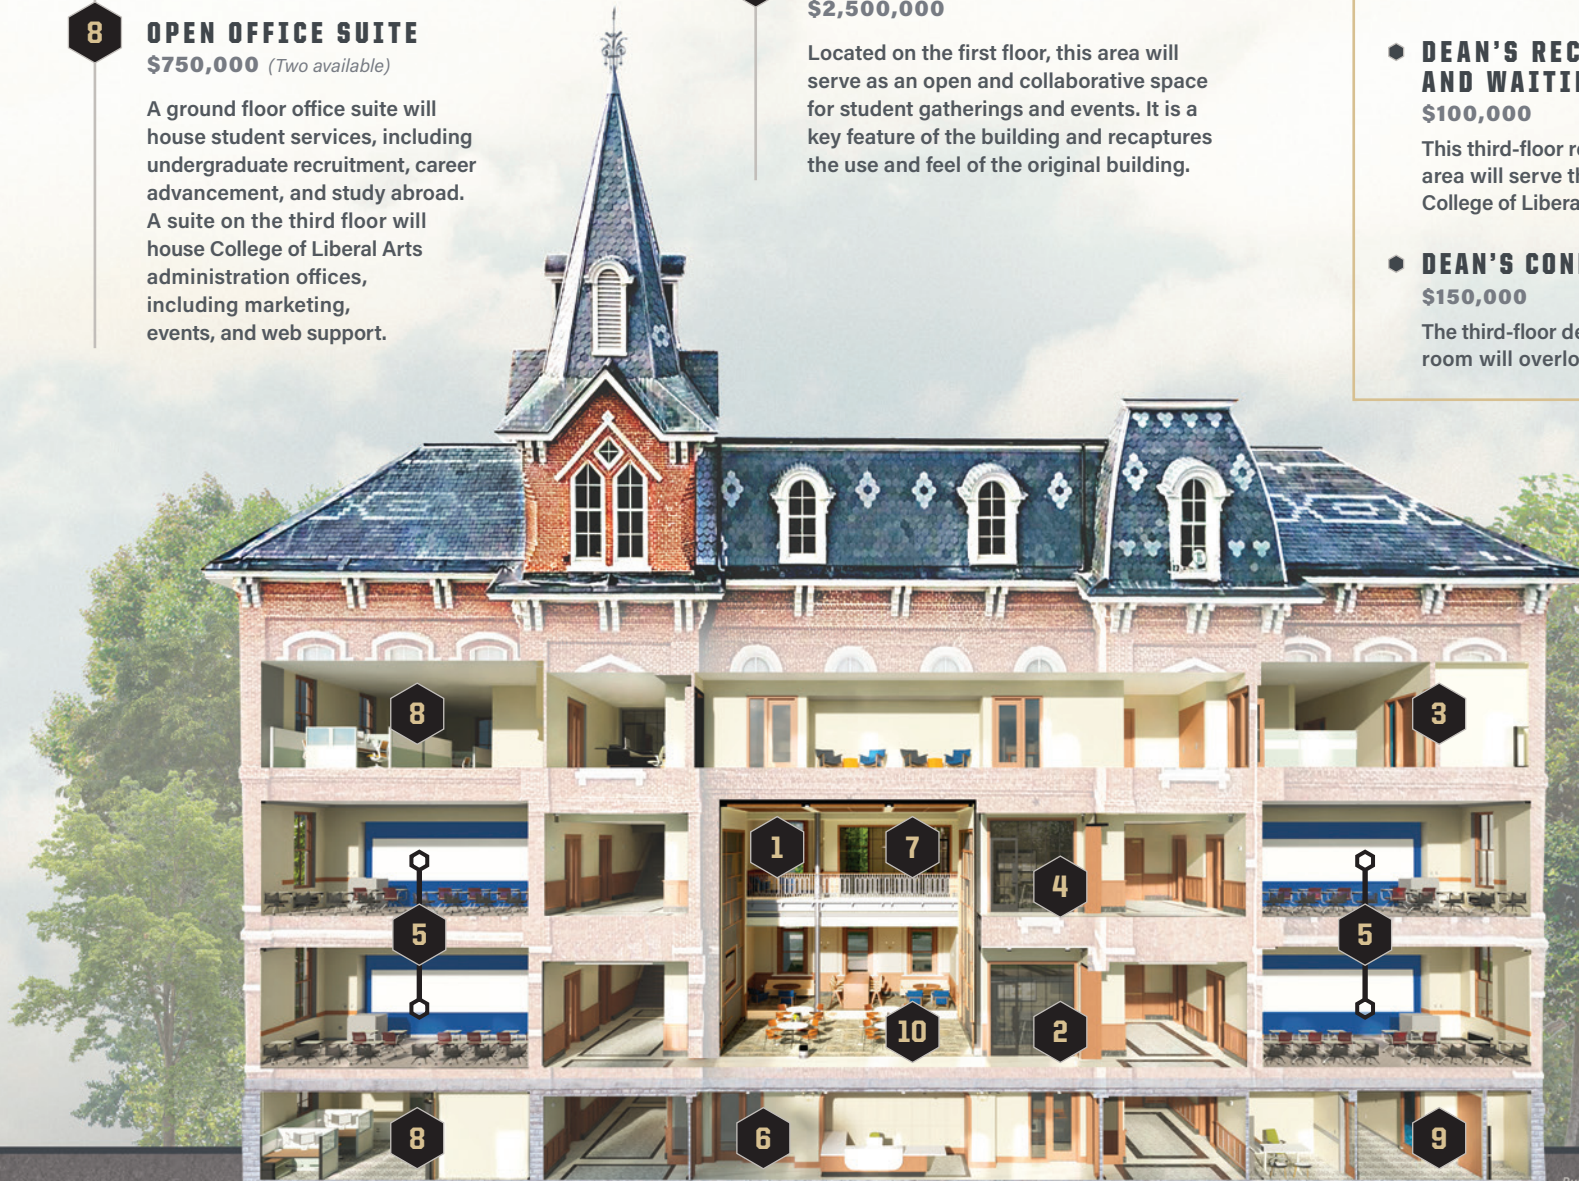 8
OPEN OFFICE SUITE
$750,000 (Two available)
A ground floor office suite will
house student services, including
undergraduate recruitment, career
advancement, and study abroad.
A suite on the third floor will
house College of Liberal Arts
administration offices,
including marketing,
events, and web support.
$2,500,000
Located on the first floor, this area will
serve as an open and collaborative space
for student gatherings and events. It is a
key feature of the building and recaptures
the use and feel of the original building.
DEAN'S
AND
$100,000
This third-floor
area will serve
College of
DEAN'S
$150,000
The third-floor
room will
8
3
1
7
4
5
5
10
2
8
6
9